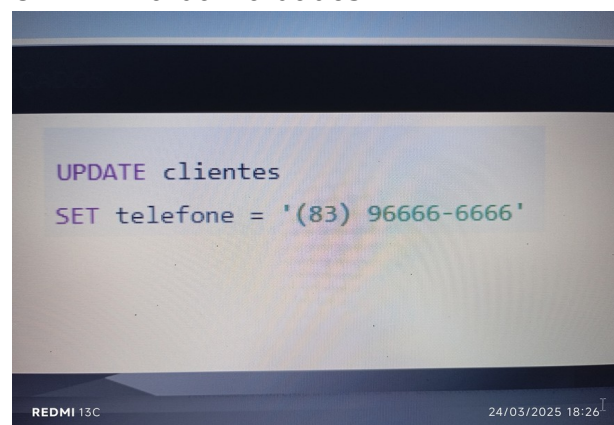 UPDATE clientes
SET telefone = '(83) 96666-6666'
REDMI 13C
24/03/2025 18:26